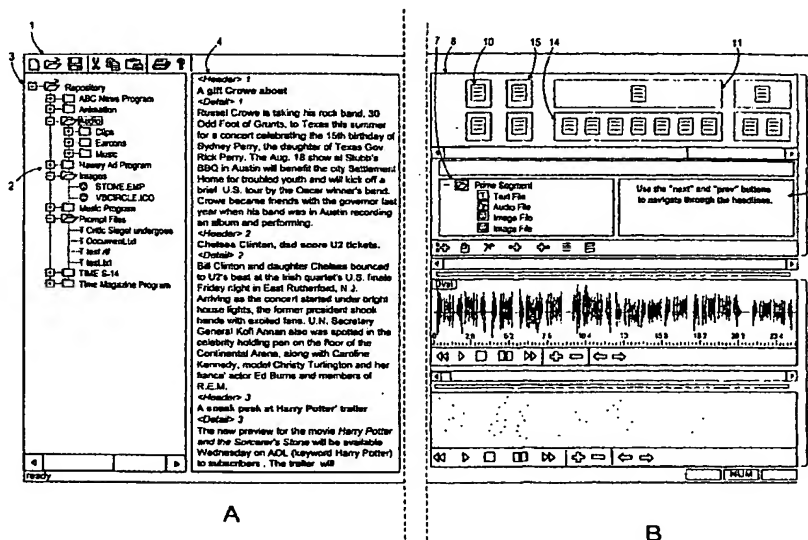 1
3
4
2
<Header> 1
A gift Crowe about
<Detail> 1
Russel Crowe is taking his rock band, 30
Odd Foot of Grunts, to Texas this summer
for a concert celebrating the 15th birthday of
Sydney Perry, the daughter of Texas Gov
Rick Perry. The Aug. 18 show at Stubb's
BBQ in Austin will benefit the city Settlement
Home for troubled youth and will kick off a
brief U.S. tour by the Oscar winner's band.
Crowe became friends with the governor last
year when his band was in Austin recording
an album and performing.
<Header> 2
Chelsea Clinton, dad score U2 tickets.
<Detail> 2
Bill Clinton and daughter Chelsea bounced
to U2's beat at the Irish quartet's U.S. finale
Friday night in East Rutherford, N J.
Arriving as the concert started under bright
house lights, the former president shook
hands with excited fans. U.N. Secretary
General Kofi Annan also was spotted in the
celebrity holding pen on the floor of the
Continental Arena, along with Caroline
Kennedy, model Christy Turlington and her
fiance' actor Ed Burns and members of
R.E.M.
<Header> 3
A sneak peek at Harry Potter' trailer
<Detail> 3
The new preview for the movie Harry Potter
and the Sorcerer's Stone will be available
Wednesday on AOL (keyword Harry Potter)
to subscribers . The trailer will
Repository
ABC News Program
Animation
Audio
Clips
Earcons
Music
Ad Program
Images
STONE.BMP
VBCIRCLE.ICO
Music Program
Prompt Files
T Critic Siegel undergoes
T Document.txt
T test.rtf
T test.txt
TIME S-14
Time Magazine Program
ready
A
7
8
10
15
14
11
Prime Segment
Text File
Audio File
Image File
Image File
Use the "next" and "prev" buttons
to navigate through the headlines.
NUM
B